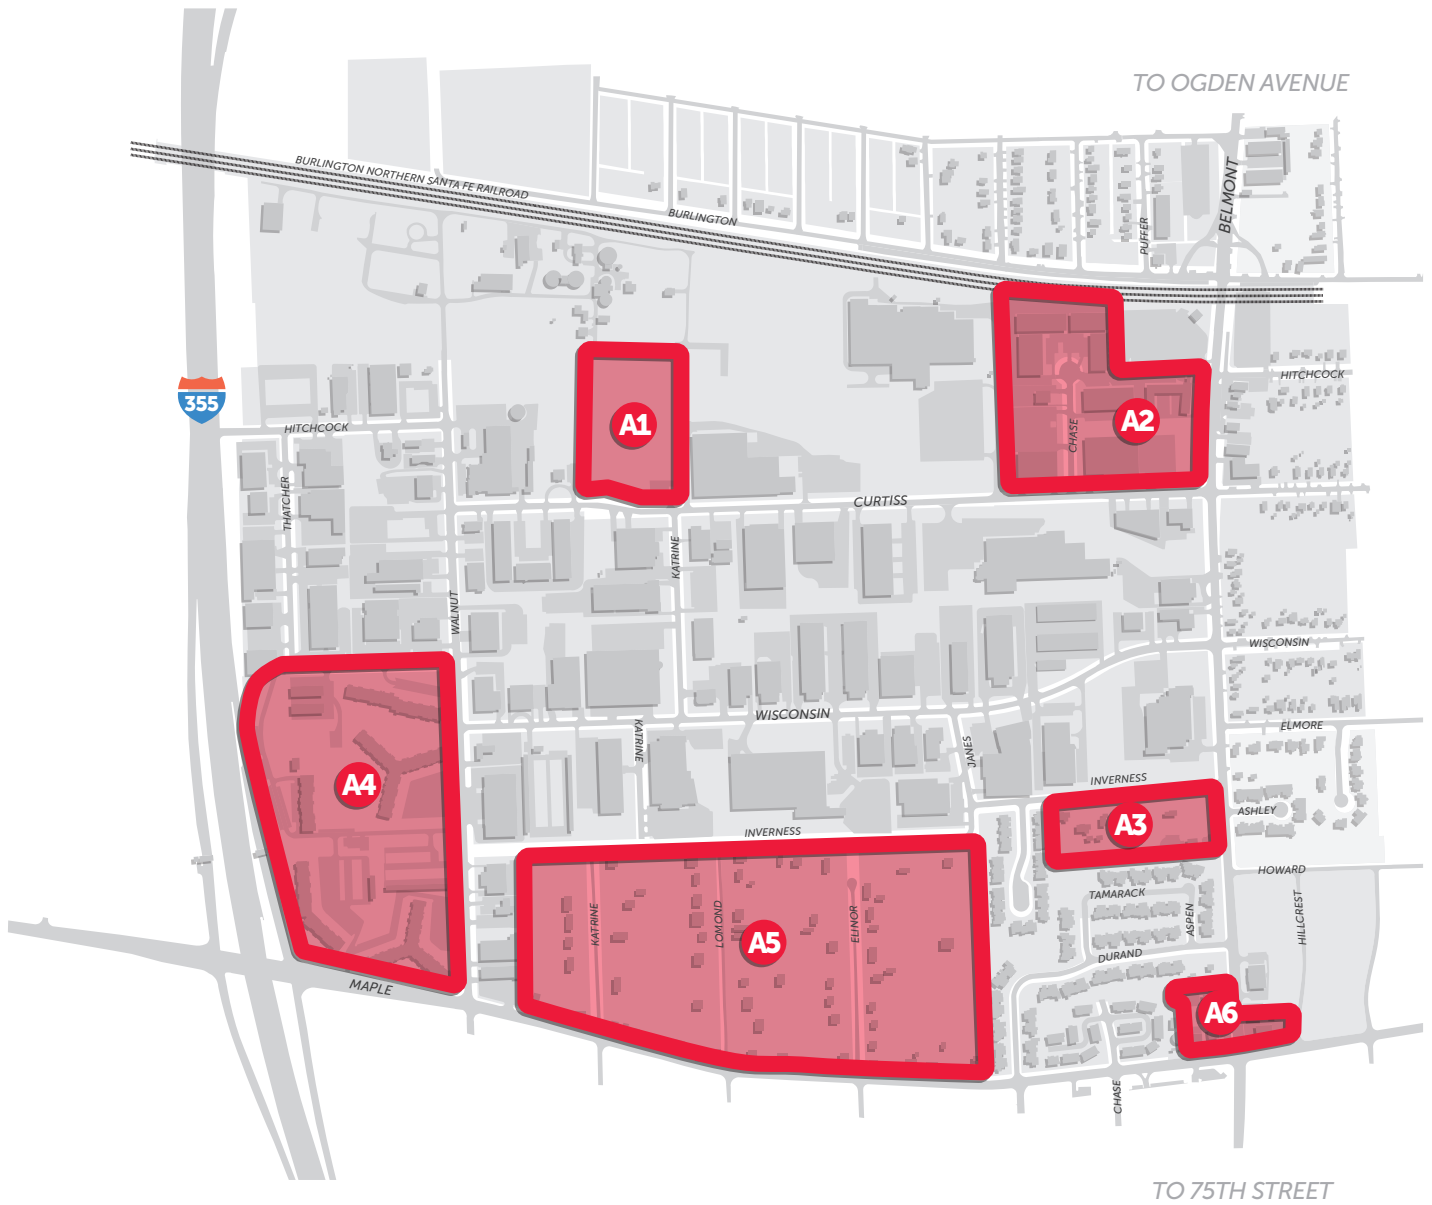 TO OGDEN AVENUE
BURLINGTON NORTHERN SANTA FE RAILROAD
BURLINGTON
PUFFER
BELMONT
355
HITCHCOCK
HITCHCOCK
A1
A2
CHASE
THATCHER
CURTISS
KATRINE
WALNUT
WISCONSIN
WISCONSIN
ELMORE
KATRINE
JANES
INVERNESS
A4
A3
ASHLEY
INVERNESS
HOWARD
TAMARACK
ASPEN
HILLCREST
KATRINE
LOMOND
A5
ELINOR
DURAND
MAPLE
A6
CHASE
TO 75TH STREET